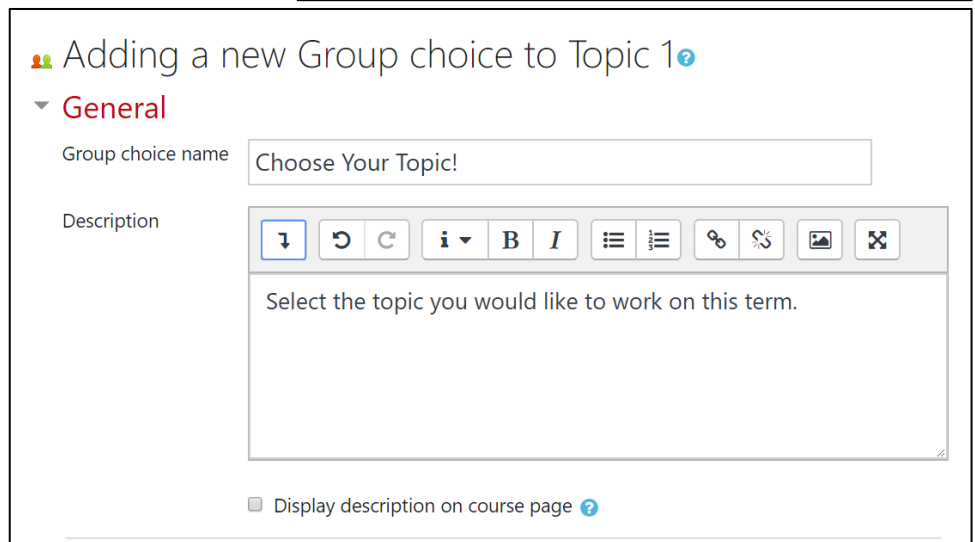 Adding a new Group choice to Topic 1
General
Group choice name
Choose Your Topic!
Description
i B I
Select the topic you would like to work on this term.
Display description on course page